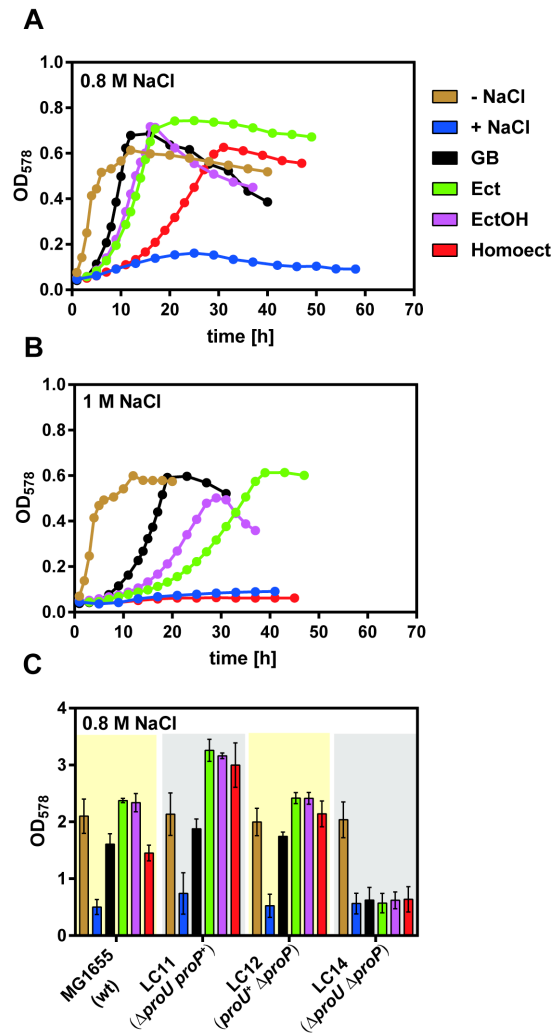 A
0.8 M NaCl
1.0
0.8
0.6
0.4
0.2
0.0
OD578
0 10 20 30 40 50 60 70
time [h]
- NaCl
+ NaCl
GB
Ect
EctOH
Homoect
B
1 M NaCl
1.0
0.8
0.6
0.4
0.2
0.0
OD578
0 10 20 30 40 50 60 70
time [h]
C
0.8 M NaCl
4
3
2
1
0
OD578
MG1655
(wt)
LC11
(ΔproU proP+)
LC12
(proU+ ΔproP)
LC14
(ΔproU ΔproP)